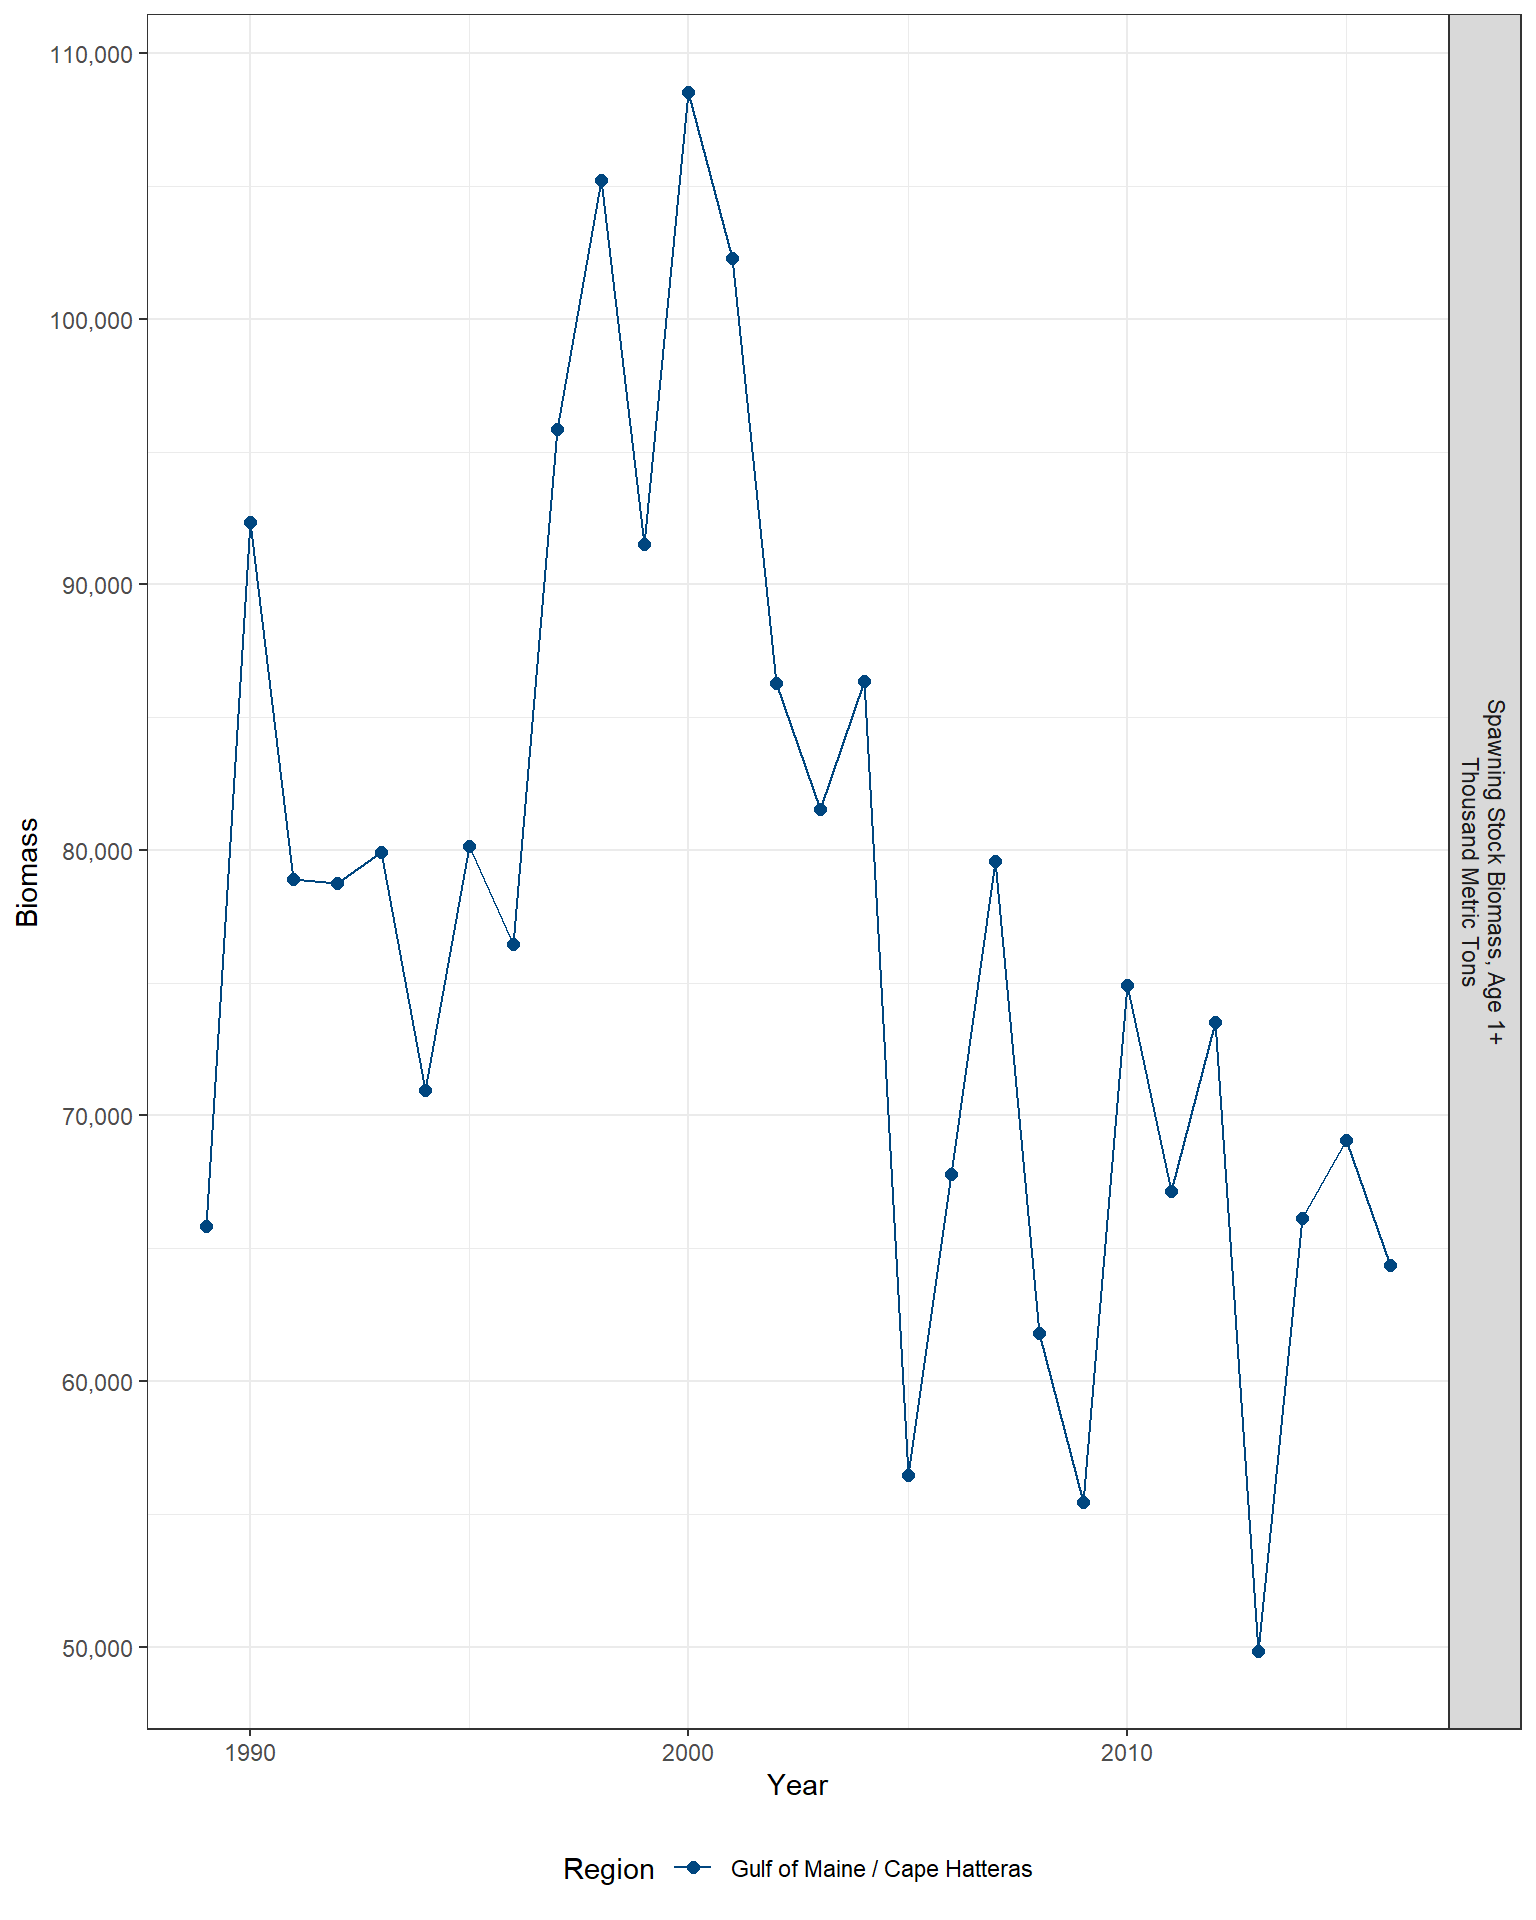 110,000
100,000
90,000
80,000
70,000
60,000
50,000
Biomass
1990
2000
2010
Year
Spawning Stock Biomass, Age 1+
Thousand Metric Tons
Region
Gulf of Maine / Cape Hatteras